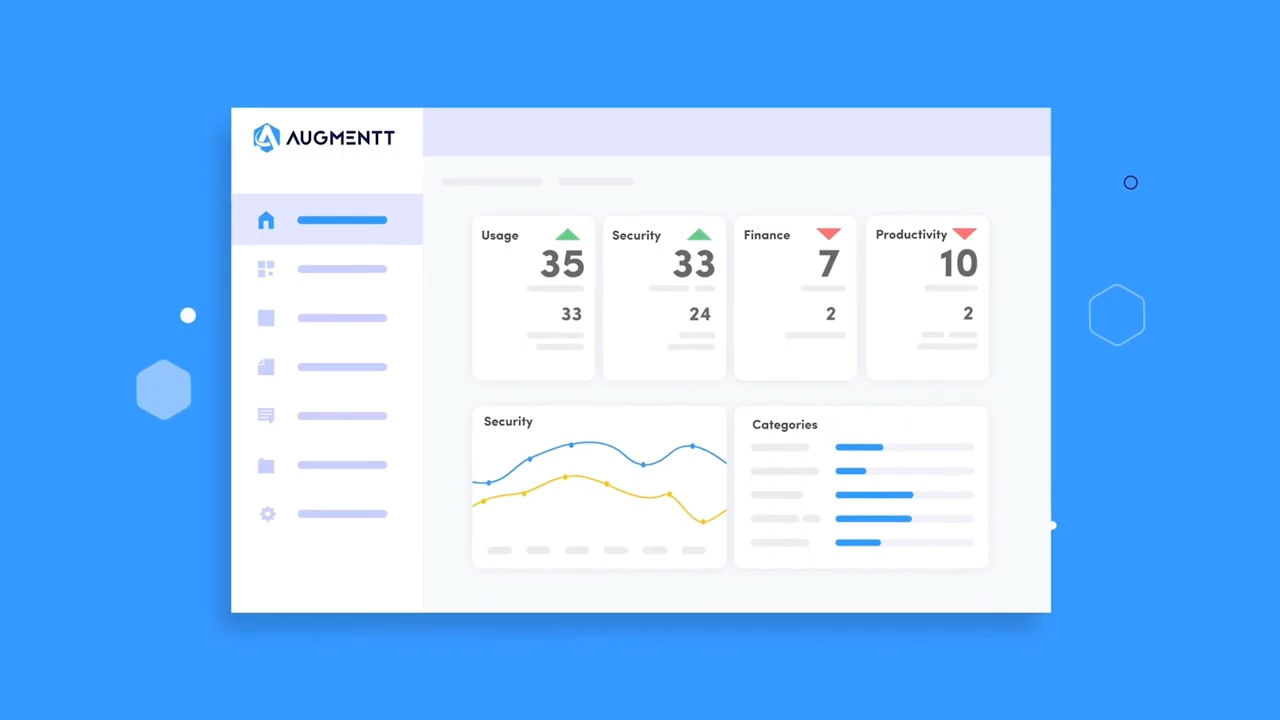 AUGMENTT
Usage
35
33
Security
33
24
Finance
7
2
Productivity
10
2
Security
Categories